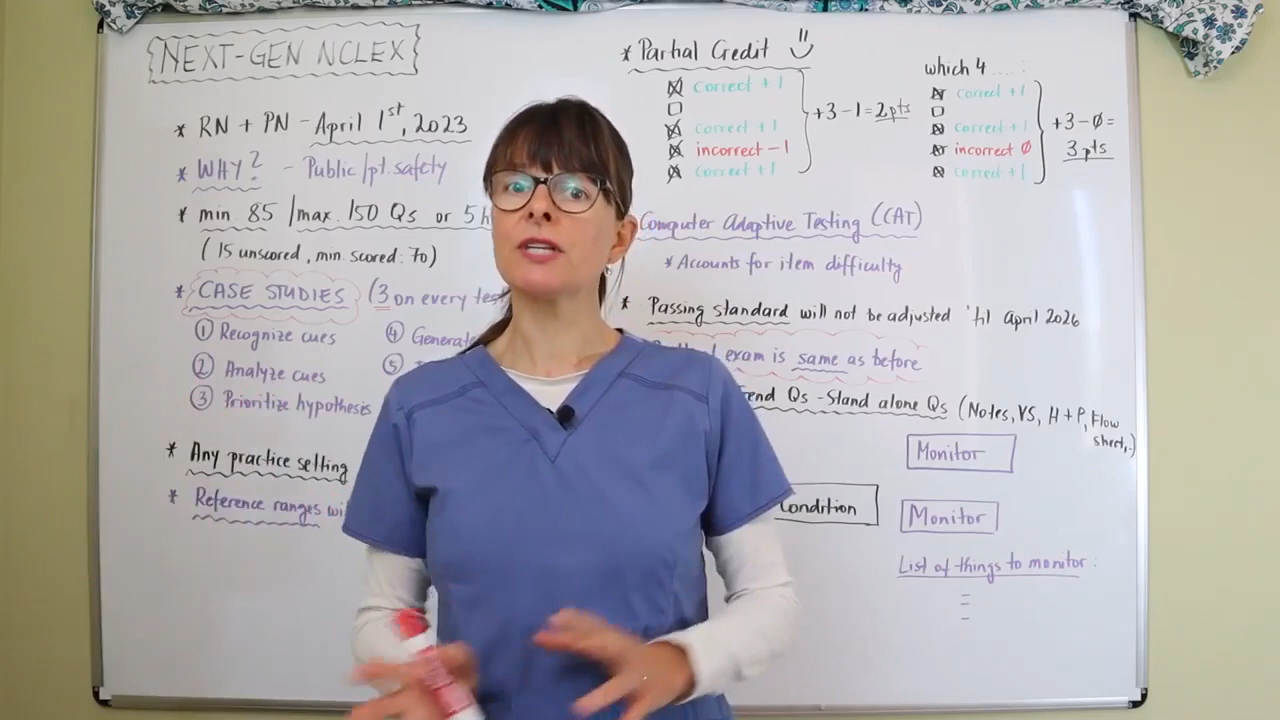 NEXT-GEN NCLEX
* RN + PN - April 1st, 2023
* WHY? - Public/pt. safety
* min 85 /max. 150 Qs or 5 h
(15 unscored, min. scored: 70)
* CASE STUDIES (3 on every test
① Recognize cues
② Analyze cues
③ Prioritize hypothesis
④ Generate
⑤
* Any practice setting
* Reference ranges wi
* Partial Credit
correct +1
correct +1
incorrect -1
correct +1
+3-1=2pts
which 4 ....:
correct +1
correct +1
incorrect Ø
correct +1
+3-Ø=
3pts
Computer Adaptive Testing (CAT)
* Accounts for item difficulty
* Passing standard will not be adjusted 'til April 2026
exam is same as before
end Qs - Stand alone Qs (Notes, VS, H+P, Flow
sheet,..)
Monitor
Condition
Monitor
List of things to monitor: